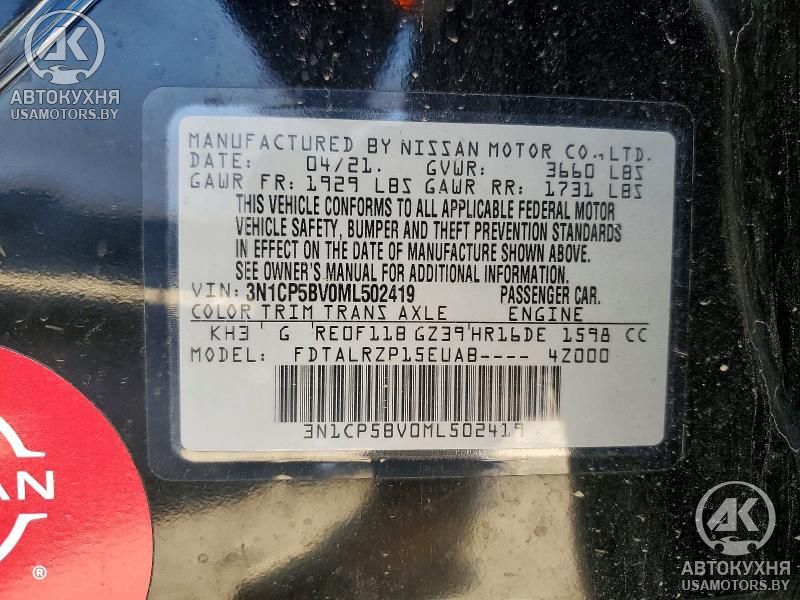 AK
АВТОКУХНЯ
USAMOTORS.BY
MANUFACTURED BY NISSAN MOTOR CO.,LTD.
DATE: 04/21. GVWR: 3660 LBS
GAWR FR: 1929 LBS GAWR RR: 1731 LBS
THIS VEHICLE CONFORMS TO ALL APPLICABLE FEDERAL MOTOR
VEHICLE SAFETY, BUMPER AND THEFT PREVENTION STANDARDS
IN EFFECT ON THE DATE OF MANUFACTURE SHOWN ABOVE.
SEE OWNER'S MANUAL FOR ADDITIONAL INFORMATION.
VIN: 3N1CP5BV0ML502419 PASSENGER CAR.
COLOR TRIM TRANS AXLE ENGINE
KH3 G RE0F11B GZ39 HR16DE 1598 CC
MODEL: FDTALRZP15EUAB---- 4Z000
3N1CP5BV0ML502419
AN
®
AK
АВТОКУХНЯ
USAMOTORS.BY